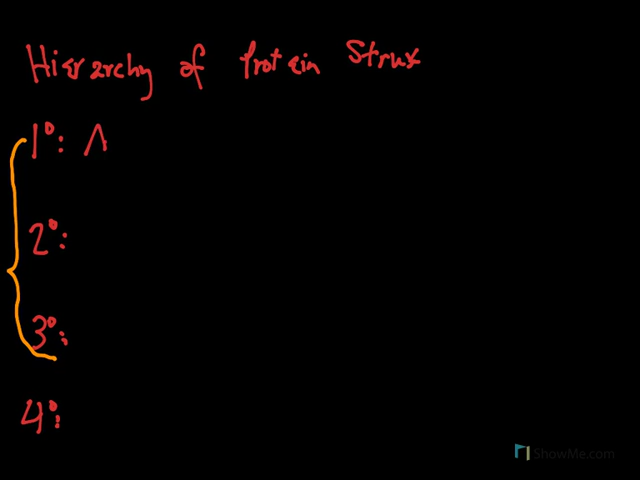 Hierarchy of Protein Strux
1°: Λ
2°:
3°:
4°:
ShowMe.com